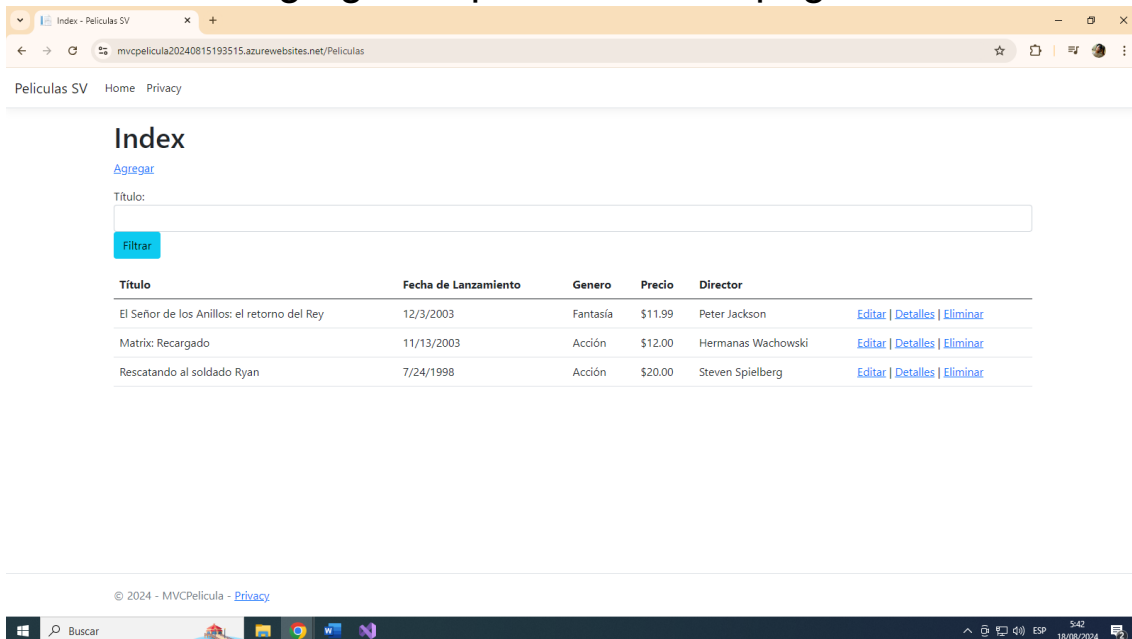 Index - Peliculas SV
mvcpelicula20240815193515.azurewebsites.net/Peliculas
Peliculas SV Home Privacy
Index
Agregar
Título:
Filtrar
Título Fecha de Lanzamiento Genero Precio Director
El Señor de los Anillos: el retorno del Rey 12/3/2003 Fantasía $11.99 Peter Jackson Editar | Detalles | Eliminar
Matrix: Recargado 11/13/2003 Acción $12.00 Hermanas Wachowski Editar | Detalles | Eliminar
Rescatando al soldado Ryan 7/24/1998 Acción $20.00 Steven Spielberg Editar | Detalles | Eliminar
© 2024 - MVCPelicula - Privacy
Buscar ESP 5:42
18/08/2024